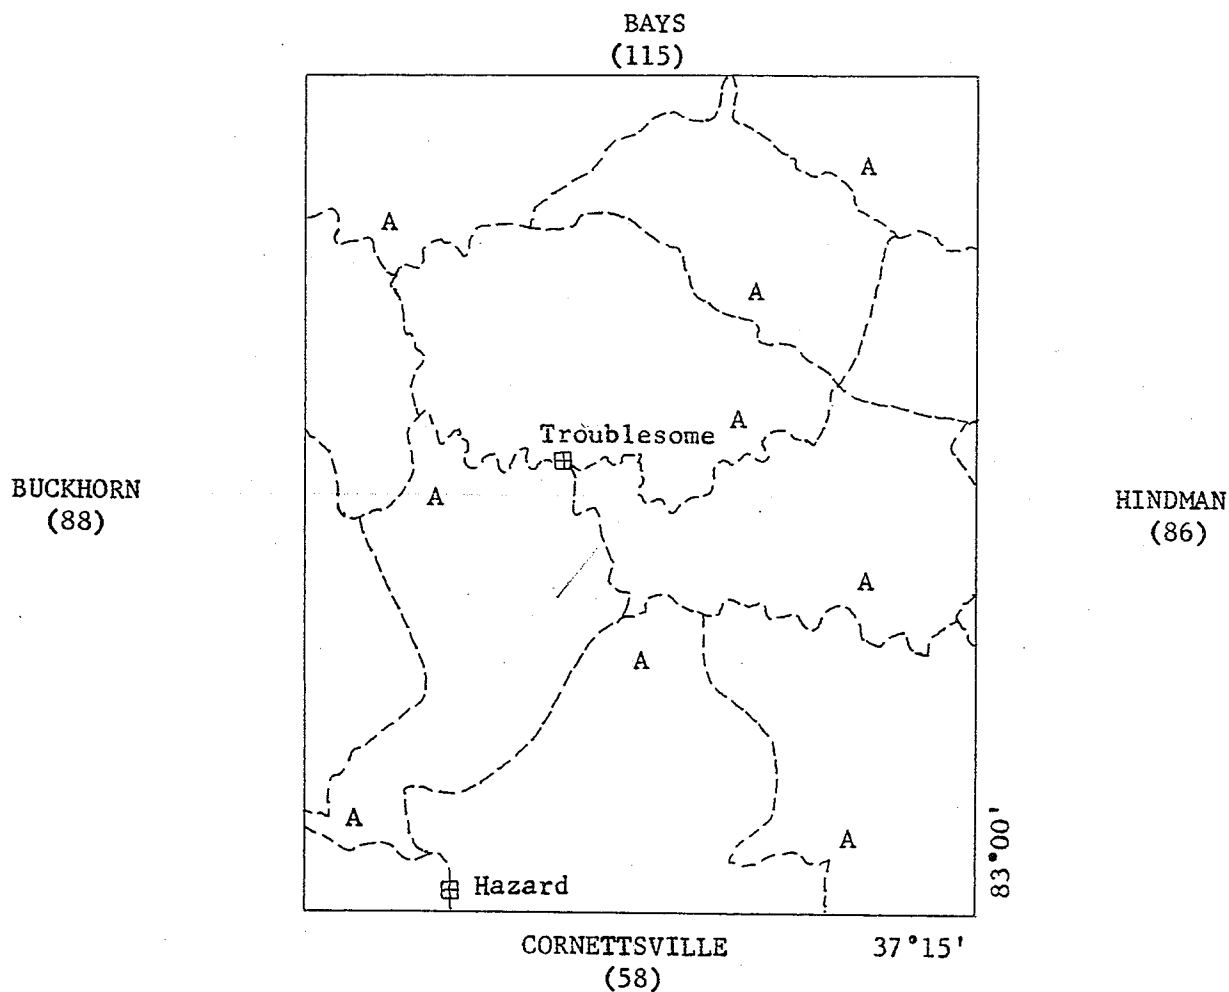 BAYS
(115)
A
A
A
A
Troublesome
BUCKHORN
(88)
A
HINDMAN
(86)
A
A
A
A
83°00'
Hazard
CORNETTSVILLE
37°15'
(58)